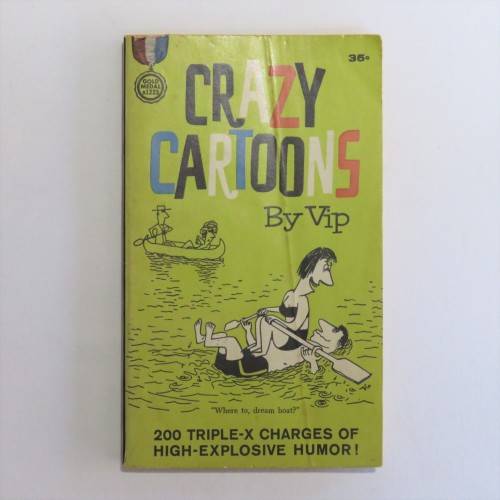 GOLD
MEDAL
35¢
CRAZY
CARTOONS
By Vip
"Where to, dream boat?"
200 TRIPLE-X CHARGES OF
HIGH-EXPLOSIVE HUMOR!